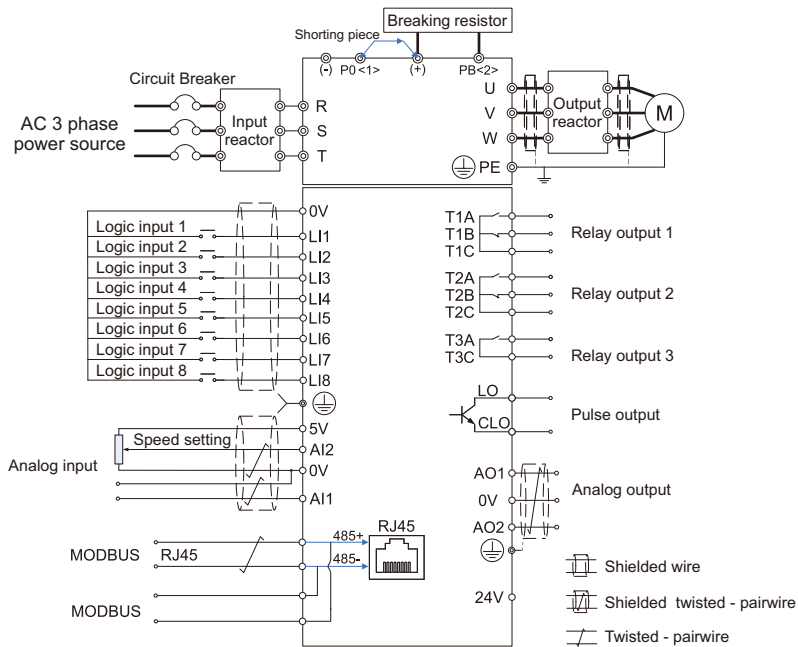 Breaking resistor
Shorting piece
(-) P0 <1> (+) PB<2>
Circuit Breaker
AC 3 phase
power source
Input
reactor
R
S
T
U
V
W
PE
Output
reactor
M
0V
Logic input 1
LI1
Logic input 2
LI2
Logic input 3
LI3
Logic input 4
LI4
Logic input 5
LI5
Logic input 6
LI6
Logic input 7
LI7
Logic input 8
LI8
T1A
T1B
T1C
Relay output 1
T2A
T2B
T2C
Relay output 2
T3A
T3C
Relay output 3
LO
CLO
Pulse output
5V
Speed setting
AI2
Analog input
0V
AI1
AO1
0V
AO2
Analog output
MODBUS RJ45
485+
485-
RJ45
MODBUS
24V
Shielded wire
Shielded twisted - pairwire
Twisted - pairwire